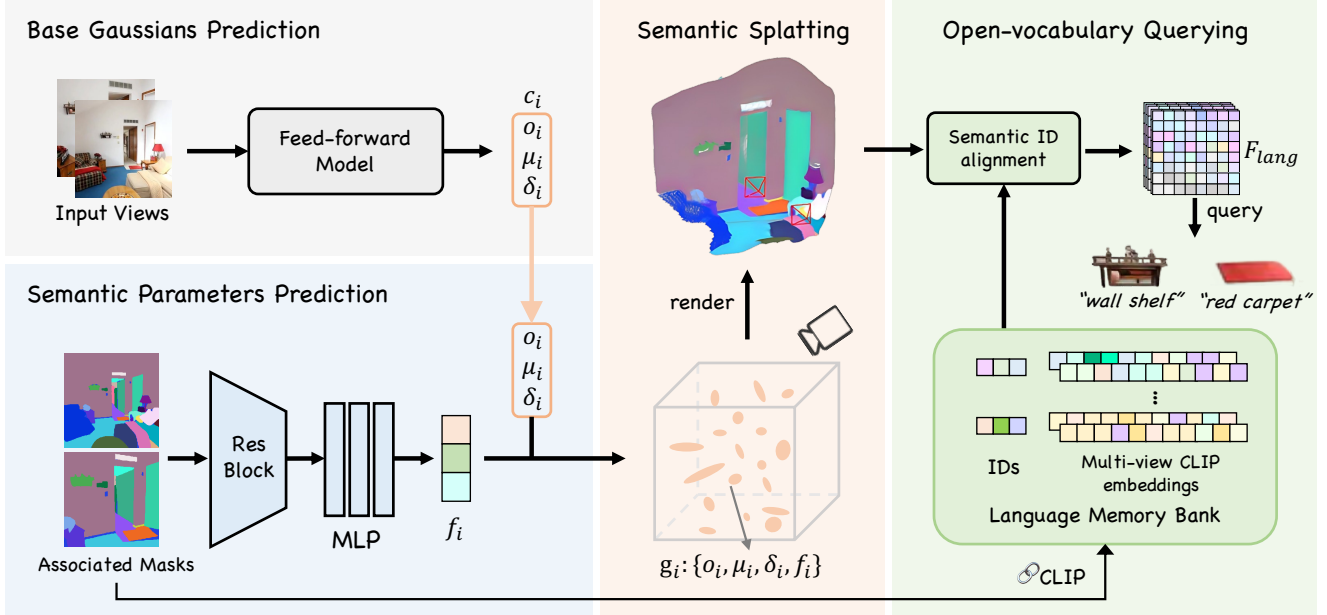 Base Gaussians Prediction
Input Views
Feed-forward
Model
c_i
o_i
μ_i
δ_i
Semantic Parameters Prediction
Associated Masks
Res
Block
MLP
f_i
o_i
μ_i
δ_i
Semantic Splatting
render
g_i: {o_i, μ_i, δ_i, f_i}
Open-vocabulary Querying
Semantic ID
alignment
F_lang
query
"wall shelf"
"red carpet"
IDs
Multi-view CLIP
embeddings
Language Memory Bank
CLIP